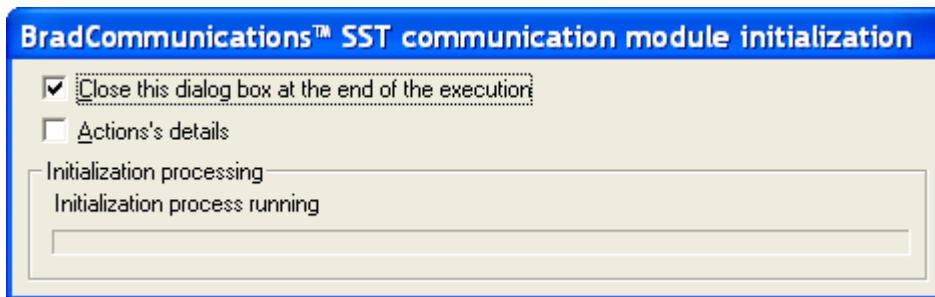 BradCommunications™ SST communication module initialization
Close this dialog box at the end of the execution
Actions's details
Initialization processing
Initialization process running